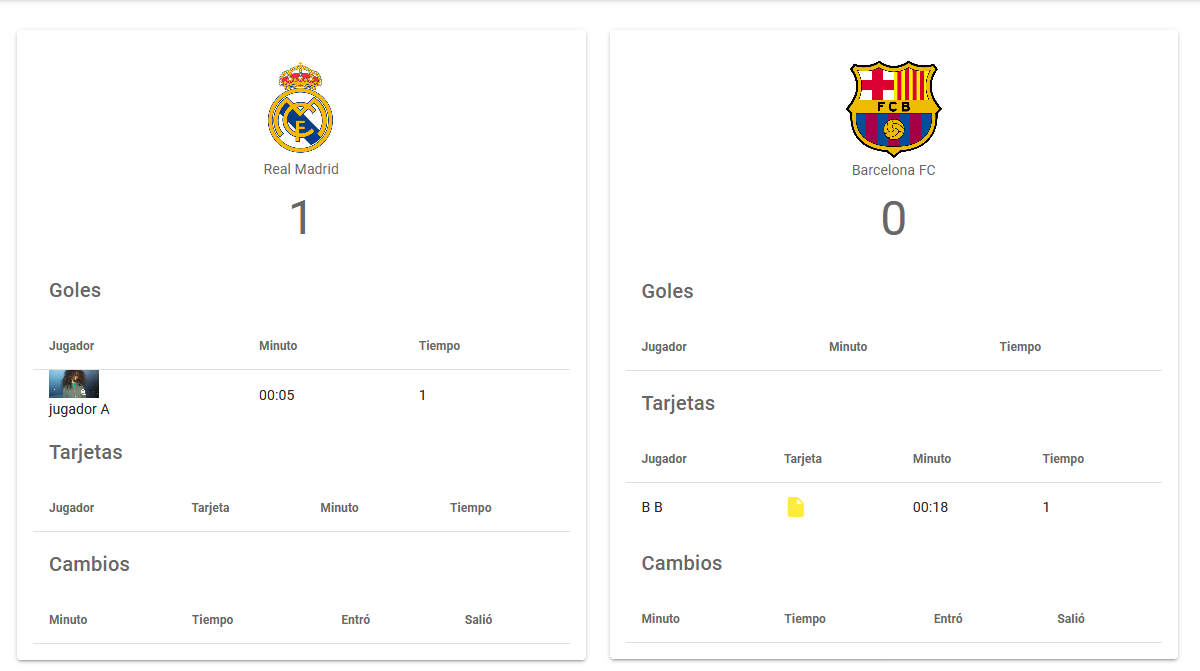 Real Madrid
1
Goles
Jugador Minuto Tiempo
jugador A 00:05 1
Tarjetas
Jugador Tarjeta Minuto Tiempo
Cambios
Minuto Tiempo Entró Salió
FCB
Barcelona FC
0
Goles
Jugador Minuto Tiempo
Tarjetas
Jugador Tarjeta Minuto Tiempo
B B 00:18 1
Cambios
Minuto Tiempo Entró Salió